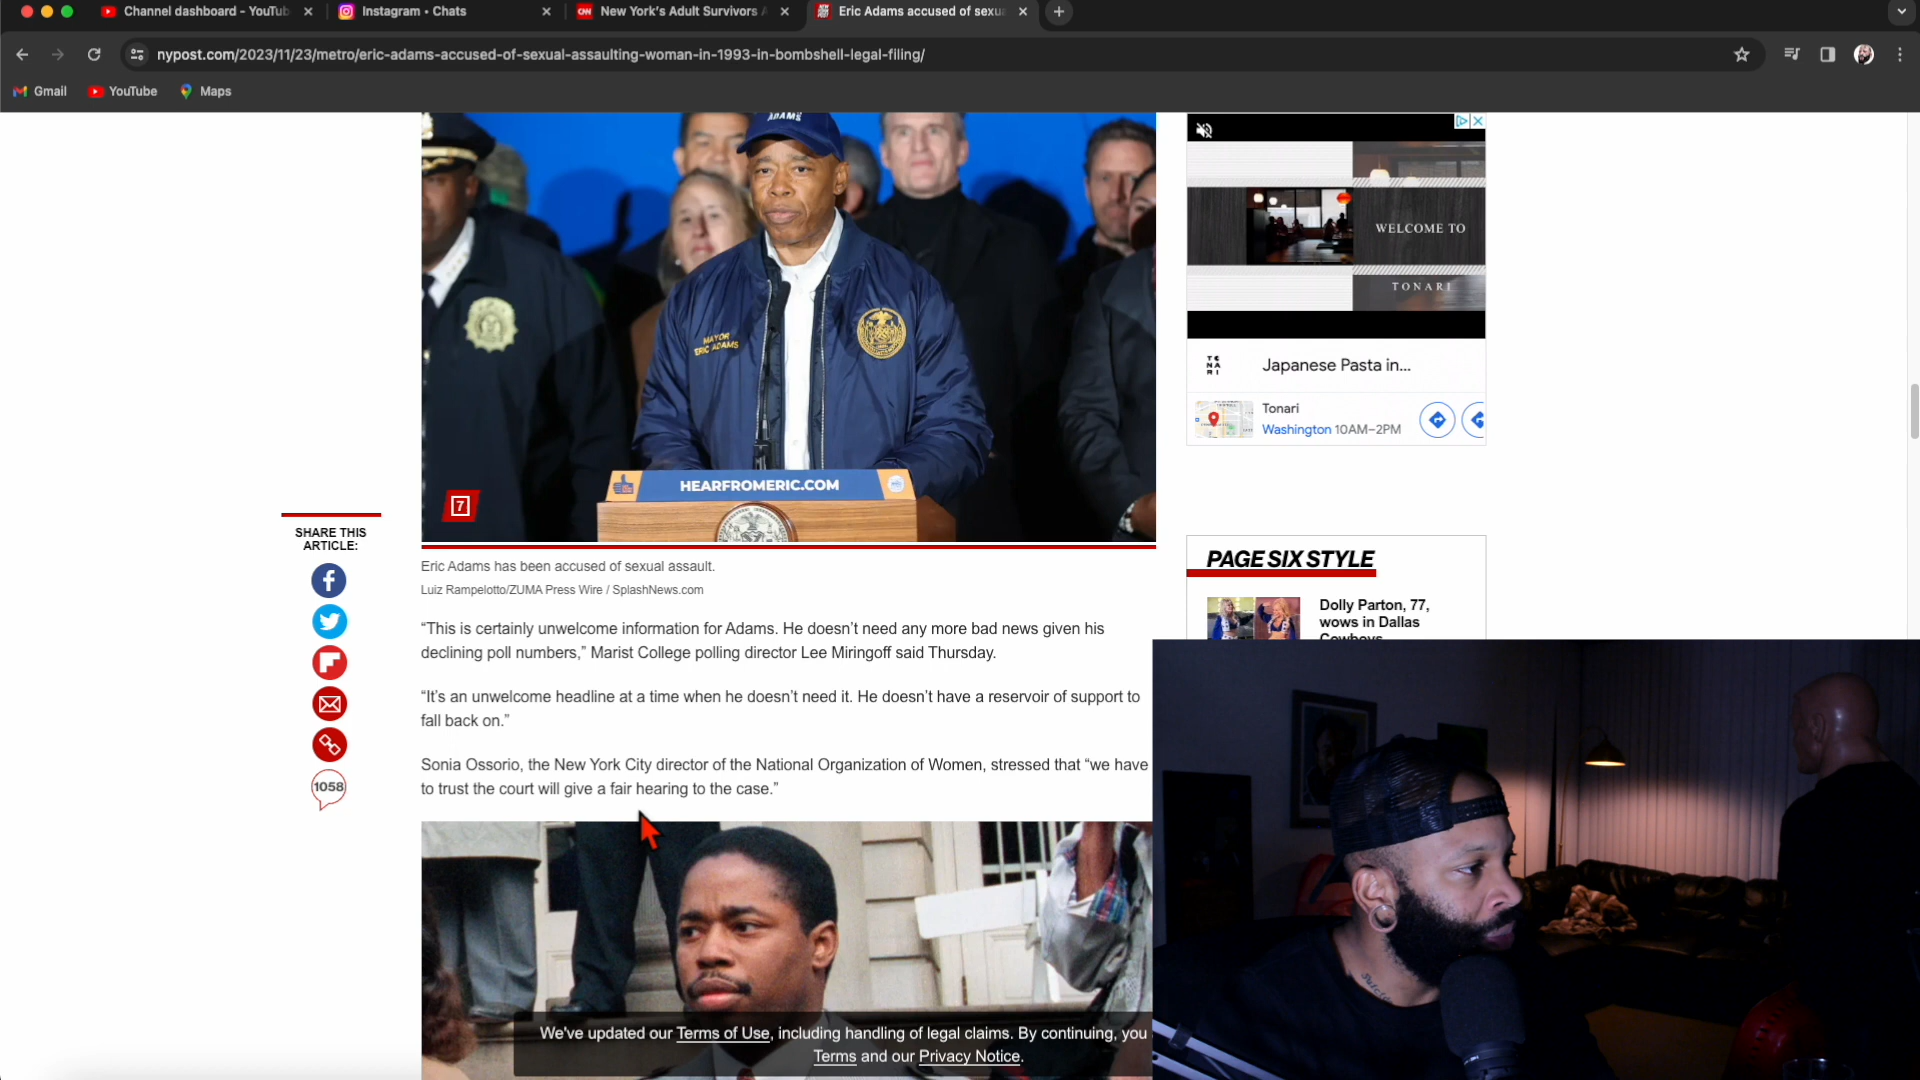 Channel dashboard - YouTub
Instagram • Chats
New York's Adult Survivors A
Eric Adams accused of sexua
nypost.com/2023/11/23/metro/eric-adams-accused-of-sexual-assaulting-woman-in-1993-in-bombshell-legal-filing/
Gmail
YouTube
Maps
ADAMS
MAYOR
ERIC ADAMS
HEARFROMERIC.COM
7
WELCOME TO
TONARI
TE
NA
RI
Japanese Pasta in...
Tonari
Washington 10AM–2PM
SHARE THIS
ARTICLE:
1058
Eric Adams has been accused of sexual assault.
Luiz Rampelotto/ZUMA Press Wire / SplashNews.com
“This is certainly unwelcome information for Adams. He doesn’t need any more bad news given his
declining poll numbers,” Marist College polling director Lee Miringoff said Thursday.
“It’s an unwelcome headline at a time when he doesn’t need it. He doesn’t have a reservoir of support to
fall back on.”
Sonia Ossorio, the New York City director of the National Organization of Women, stressed that “we have
to trust the court will give a fair hearing to the case.”
PAGE SIX STYLE
Dolly Parton, 77,
wows in Dallas
Cowboys
We've updated our Terms of Use, including handling of legal claims. By continuing, you
Terms and our Privacy Notice.